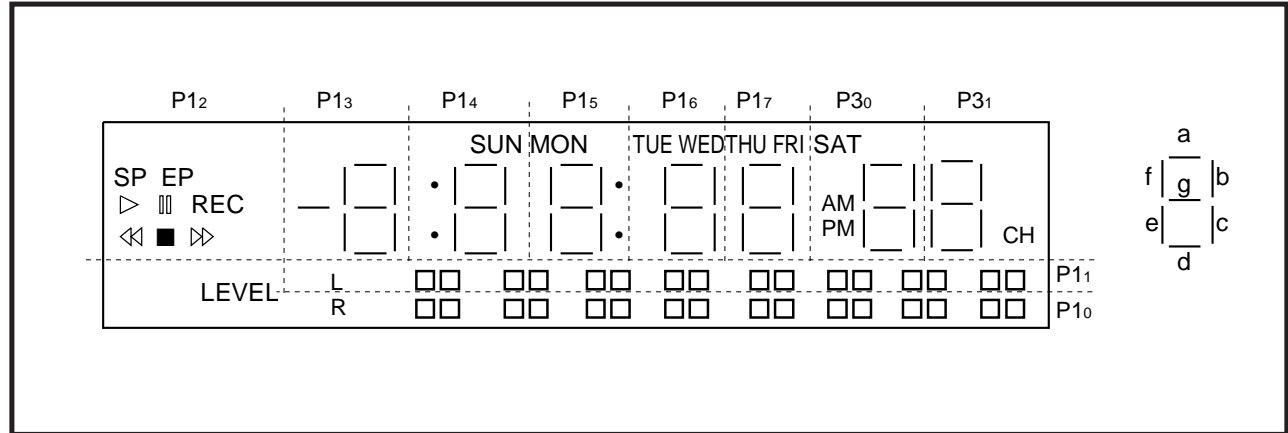 P12 P13 P14 P15 P16 P17 P30 P31
SUN MON TUE WED THU FRI SAT
SP EP
REC
AM
PM
CH
LEVEL L P11
R P10
a
f g b
e c
d